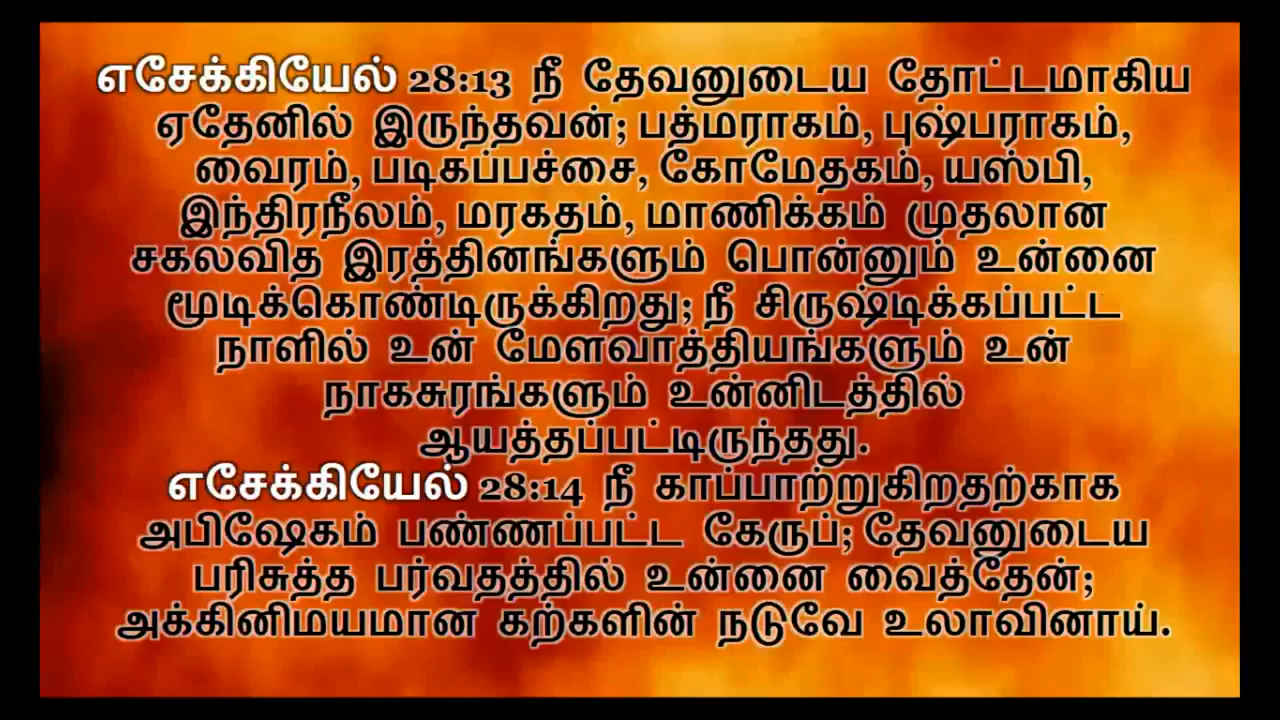 எசேக்கியேல் 28:13 நீ தேவனுடைய தோட்டமாகிய
ஏதேனில் இருந்தவன்; பத்மராகம், புஷ்பராகம்,
வைரம், படிகப்பச்சை, கோமேதகம், யஸ்பி,
இந்திரநீலம், மரகதம், மாணிக்கம் முதலான
சகலவித இரத்தினங்களும் பொன்னும் உன்னை
மூடிக்கொண்டிருக்கிறது; நீ சிருஷ்டிக்கப்பட்ட
நாளில் உன் மேளவாத்தியங்களும் உன்
நாகசுரங்களும் உன்னிடத்தில்
ஆயத்தப்பட்டிருந்தது.
எசேக்கியேல் 28:14 நீ காப்பாற்றுகிறதற்காக
அபிஷேகம் பண்ணப்பட்ட கேருப்; தேவனுடைய
பரிசுத்த பர்வதத்தில் உன்னை வைத்தேன்;
அக்கினிமயமான கற்களின் நடுவே உலாவினாய்.